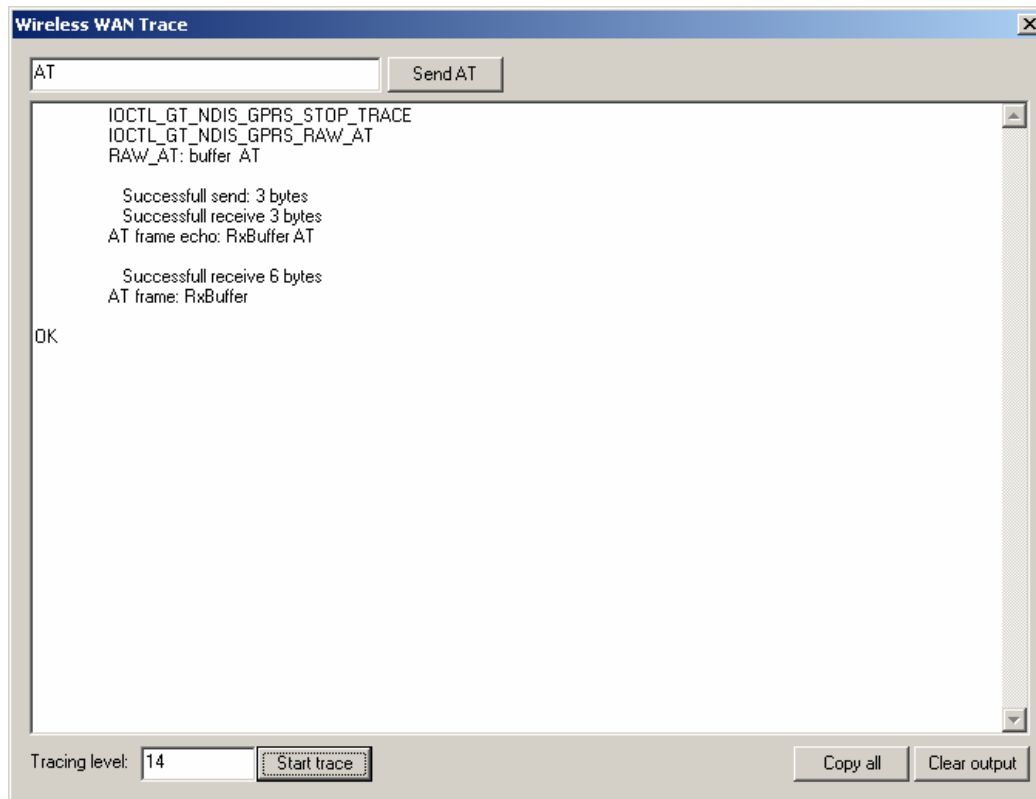 Wireless WAN Trace
AT Send AT
IOCTL_GT_NDIS_GPRS_STOP_TRACE
IOCTL_GT_NDIS_GPRS_RAW_AT
RAW_AT: buffer AT
Successfull send: 3 bytes
Successfull receive 3 bytes
AT frame echo: RxBuffer AT
Successfull receive 6 bytes
AT frame: RxBuffer
OK
Tracing level: 14 Start trace Copy all Clear output